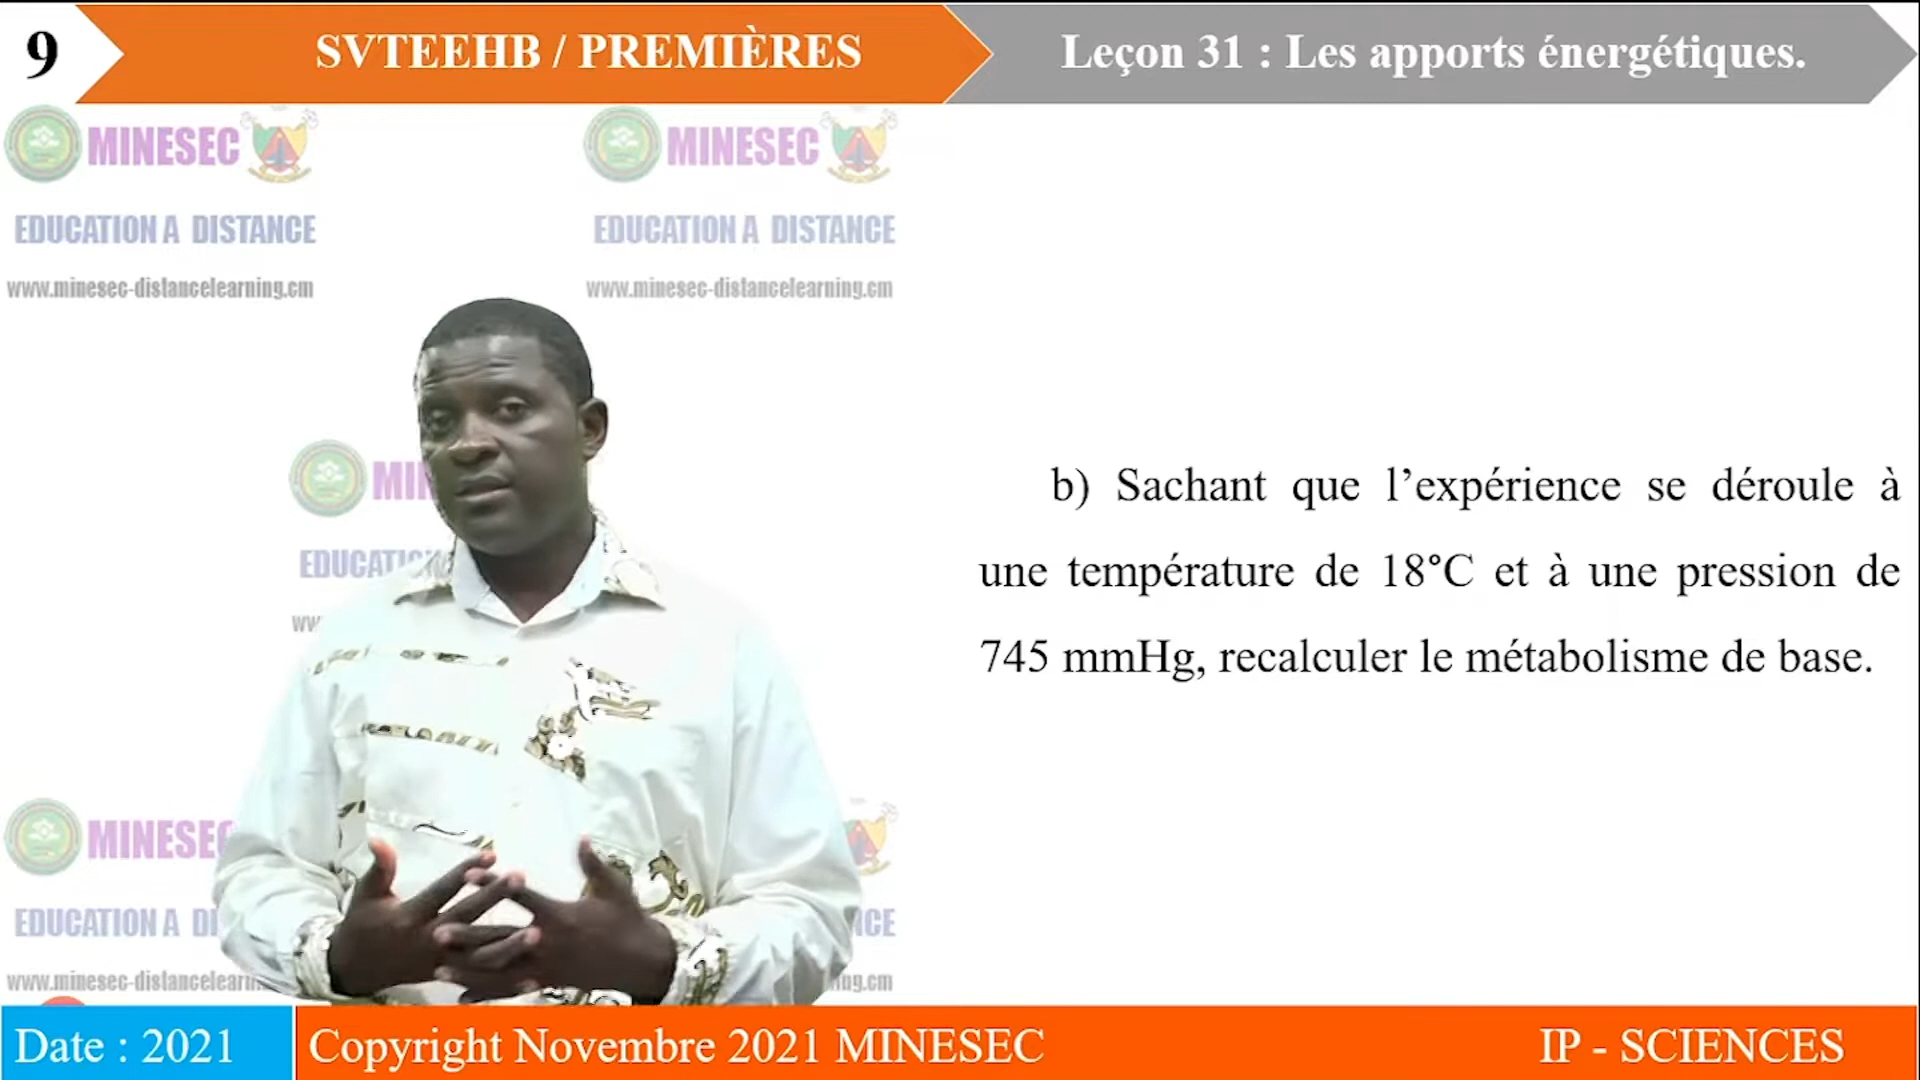 9
SVTEEHB / PREMIÈRES
Leçon 31 : Les apports énergétiques.
MINESEC
MINESEC
EDUCATION A DISTANCE
EDUCATION A DISTANCE
www.minesec-distancelearning.cm
www.minesec-distancelearning.cm
b) Sachant que l’expérience se déroule à
une température de 18°C et à une pression de
745 mmHg, recalculer le métabolisme de base.
MINESEC
EDUCATION A
Date : 2021
Copyright Novembre 2021 MINESEC
IP - SCIENCES